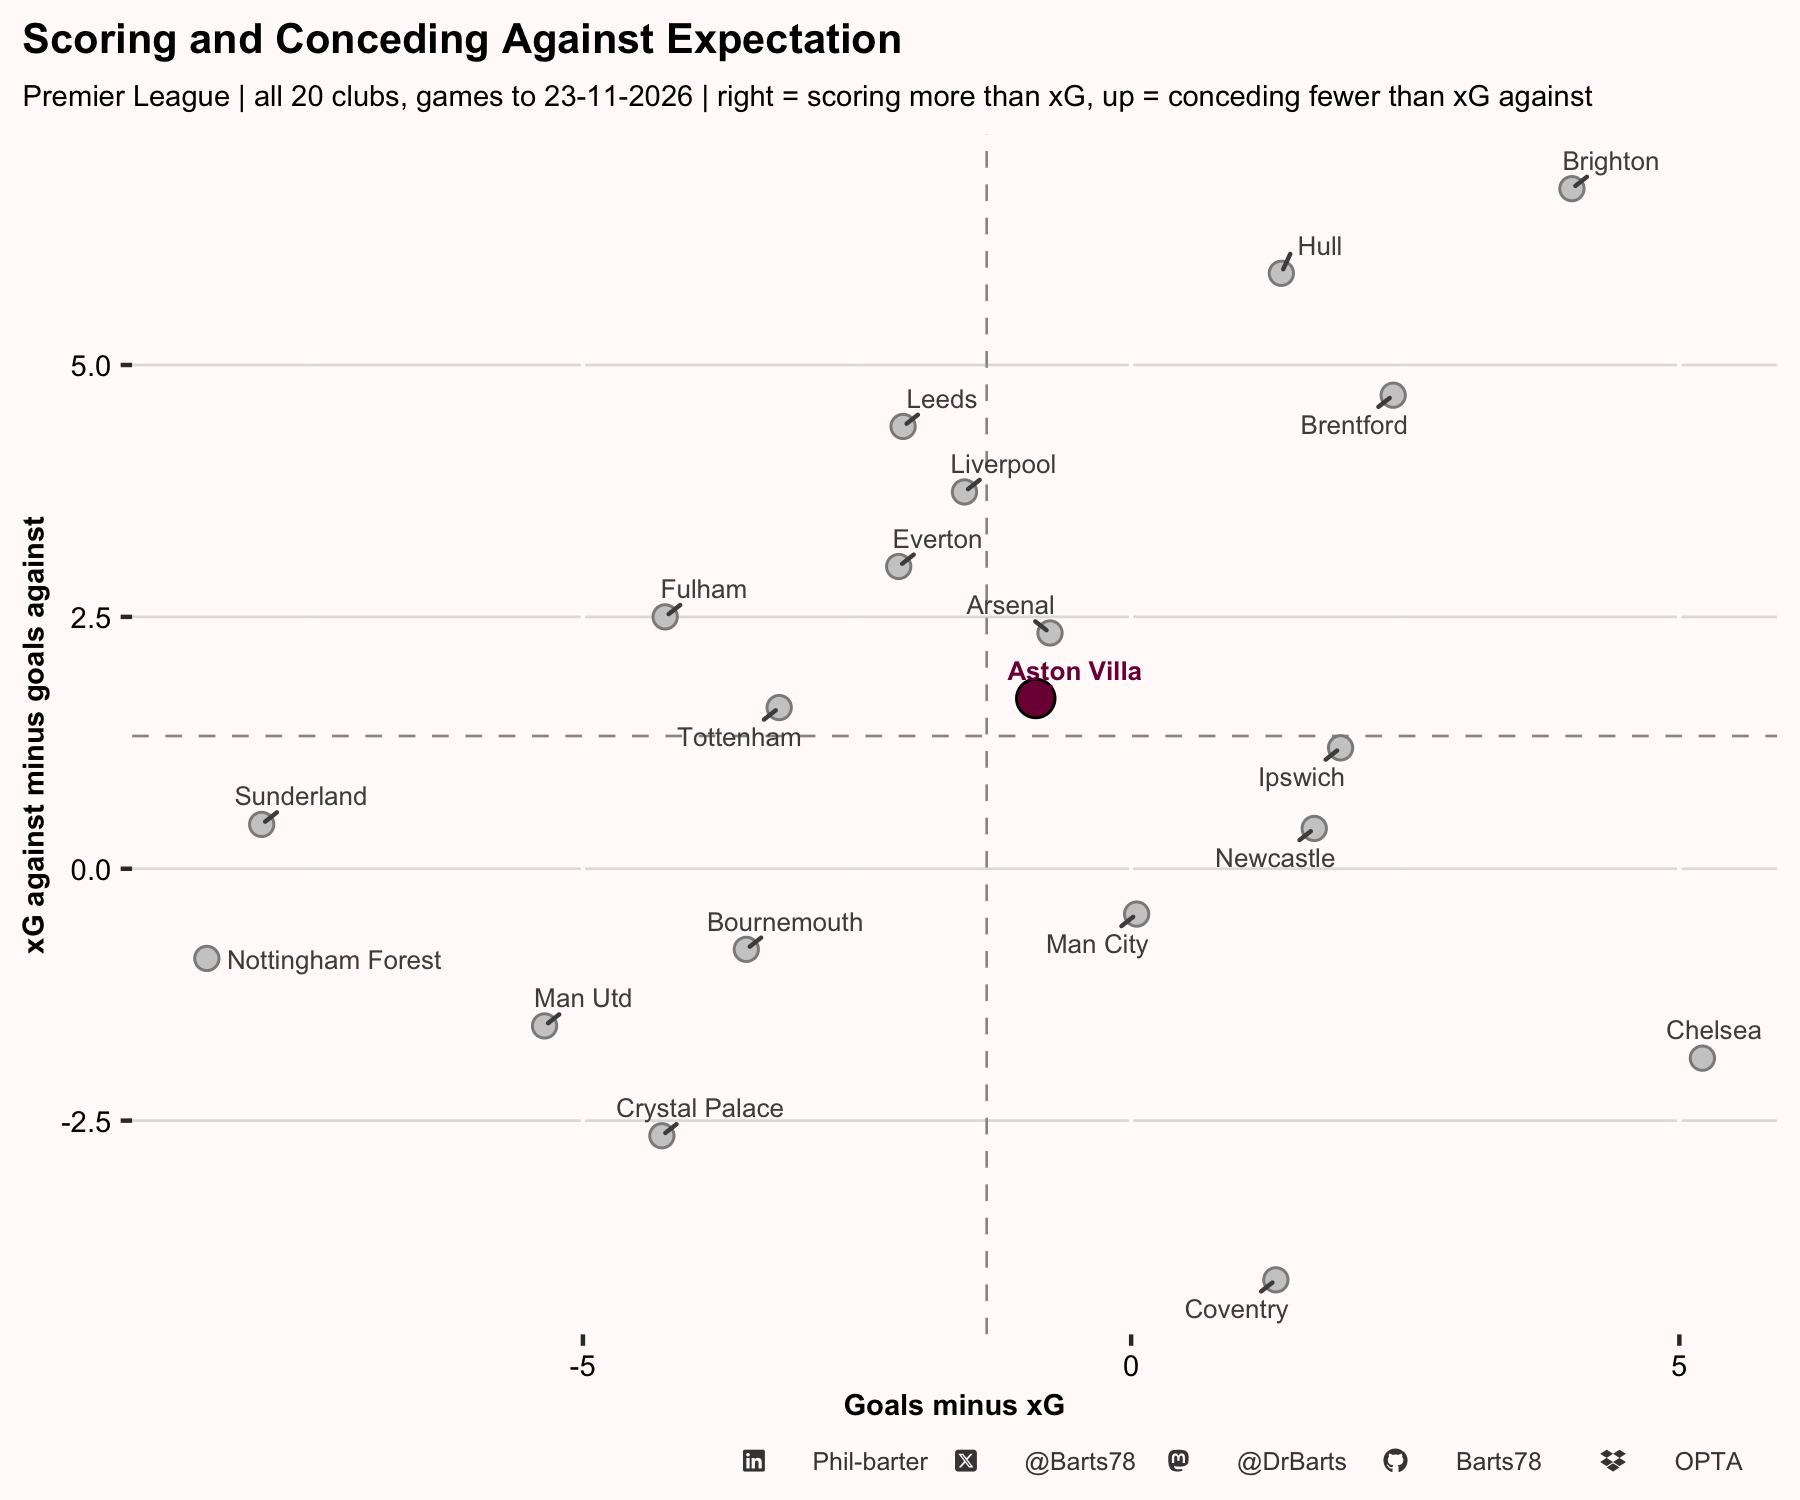 Scoring and Conceding Against Expectation
Premier League | all 20 clubs, games to 23-11-2026 | right = scoring more than xG, up = conceding fewer than xG against
Brighton
Hull
5.0
Leeds
Brentford
Liverpool
Everton
Fulham
Arsenal
2.5
Aston Villa
Tottenham
Ipswich
Sunderland
Newcastle
0.0
Bournemouth
Man City
Nottingham Forest
Man Utd
Chelsea
Crystal Palace
-2.5
Coventry
xG against minus goals against
-5 0 5
Goals minus xG
Phil-barter @Barts78 @DrBarts Barts78 OPTA